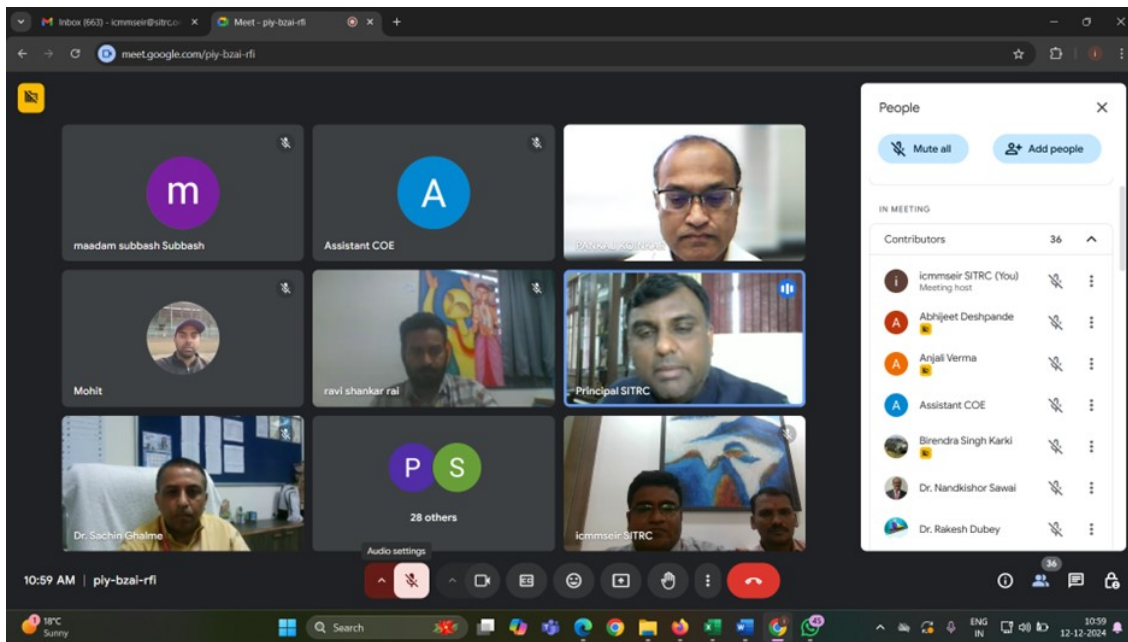 Inbox (663) - icmmseir@sitrc.o
Meet - piy-bzai-rfi
meet.google.com/piy-bzai-rfi
m
maadam subbash Subbash
A
Assistant COE
PANKAJ KOINKAR
Mohit
ravi shankar rai
Principal SITRC
Dr. Sachin Ghalme
P S
28 others
icmmseir SITRC
Audio settings
10:59 AM | piy-bzai-rfi
People
Mute all
Add people
IN MEETING
Contributors 36
i
icmmseir SITRC (You)
Meeting host
A
Abhijeet Deshpande
A
Anjali Verma
A
Assistant COE
Birendra Singh Karki
Dr. Nandkishor Sawai
Dr. Rakesh Dubey
36
1
18°C
Sunny
Search
45
ENG
IN
10:59
12-12-2024